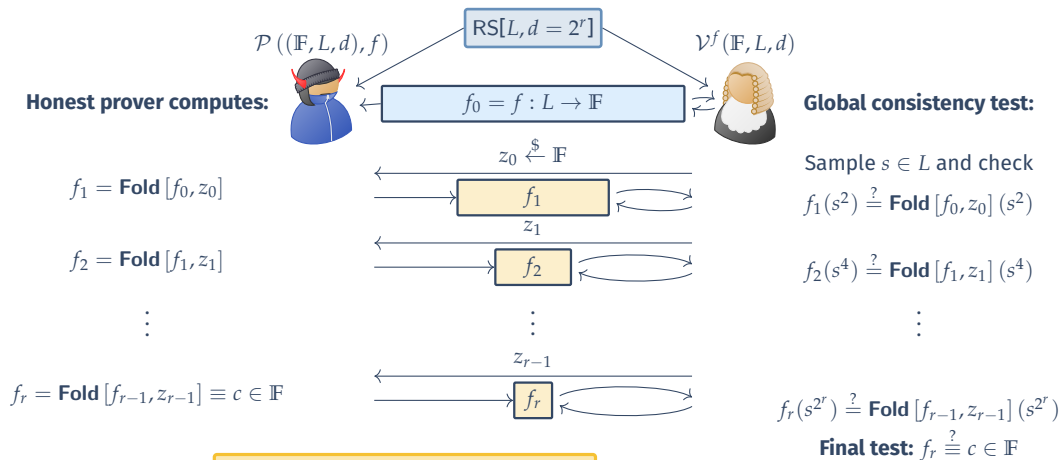 RS[L, d = 2^r]
𝒫 ((𝔽, L, d), f)
𝒱^f(𝔽, L, d)
Honest prover computes:
f_0 = f : L → 𝔽
Global consistency test:
z_0 ←$ 𝔽
Sample s ∈ L and check
f_1 = Fold [f_0, z_0]
f_1
f_1(s^2) ?= Fold [f_0, z_0] (s^2)
z_1
f_2 = Fold [f_1, z_1]
f_2
f_2(s^4) ?= Fold [f_1, z_1] (s^4)
⋮
⋮
⋮
z_{r−1}
f_r = Fold [f_{r−1}, z_{r−1}] ≡ c ∈ 𝔽
f_r
f_r(s^{2^r}) ?= Fold [f_{r−1}, z_{r−1}] (s^{2^r})
Final test: f_r ?≡ c ∈ 𝔽